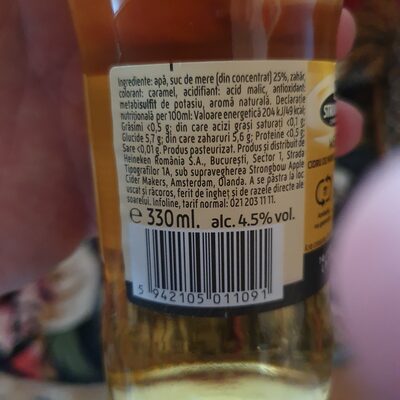 Ingrediente: apă, suc de mere (din concentrat) 25%, zahăr,
colorant: caramel, acidifiant: acid malic, antioxidant:
metabisulfit de potasiu, aromă naturală. Declarație
nutrițională per 100ml: Valoare energetică 204 kJ/49 kcal;
Grăsimi <0,5 g; din care acizi grași saturați <0,1 g;
Glucide 5,7 g; din care zaharuri 5,6 g; Proteine <0,5 g;
Sare <0,01 g. Produs pasteurizat. Produs și distribuit de
Heineken România S.A., București, Sector 1, Strada
Tipografilor 1A, sub supravegherea Strongbow Apple
Cider Makers, Amsterdam, Olanda. A se păstra la loc
uscat și răcoros, ferit de îngheț și de razele directe ale
soarelui. Infoline, tarif normal: 021 203 11 11.
℮ 330 ml. alc. 4.5% vol.
5 942105 011091